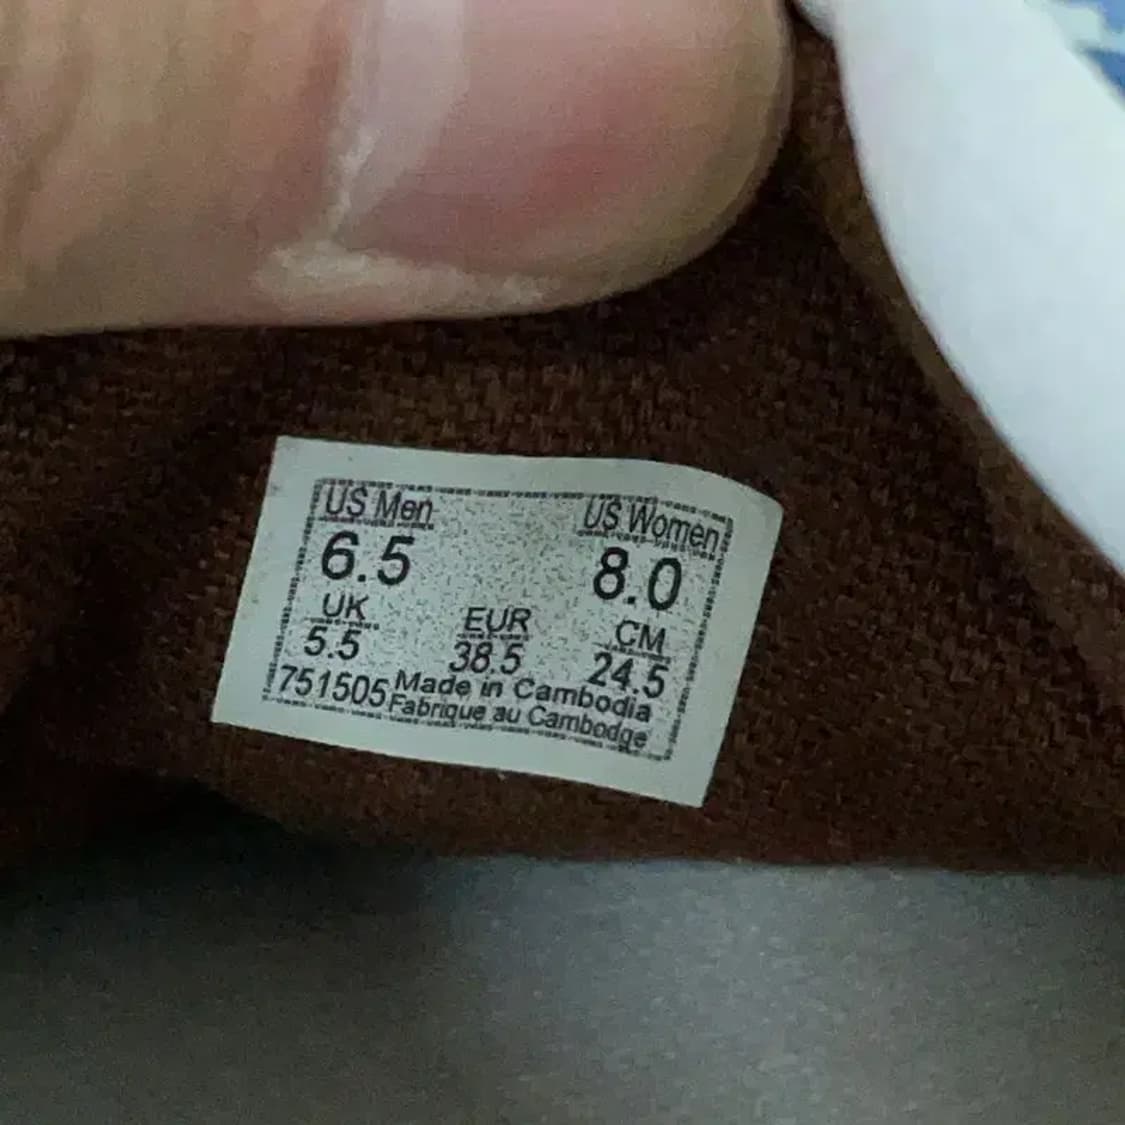 US Men US Women
6.5 8.0
UK EUR CM
5.5 38.5 24.5
751505 Made in Cambodia
Fabrique au Cambodge